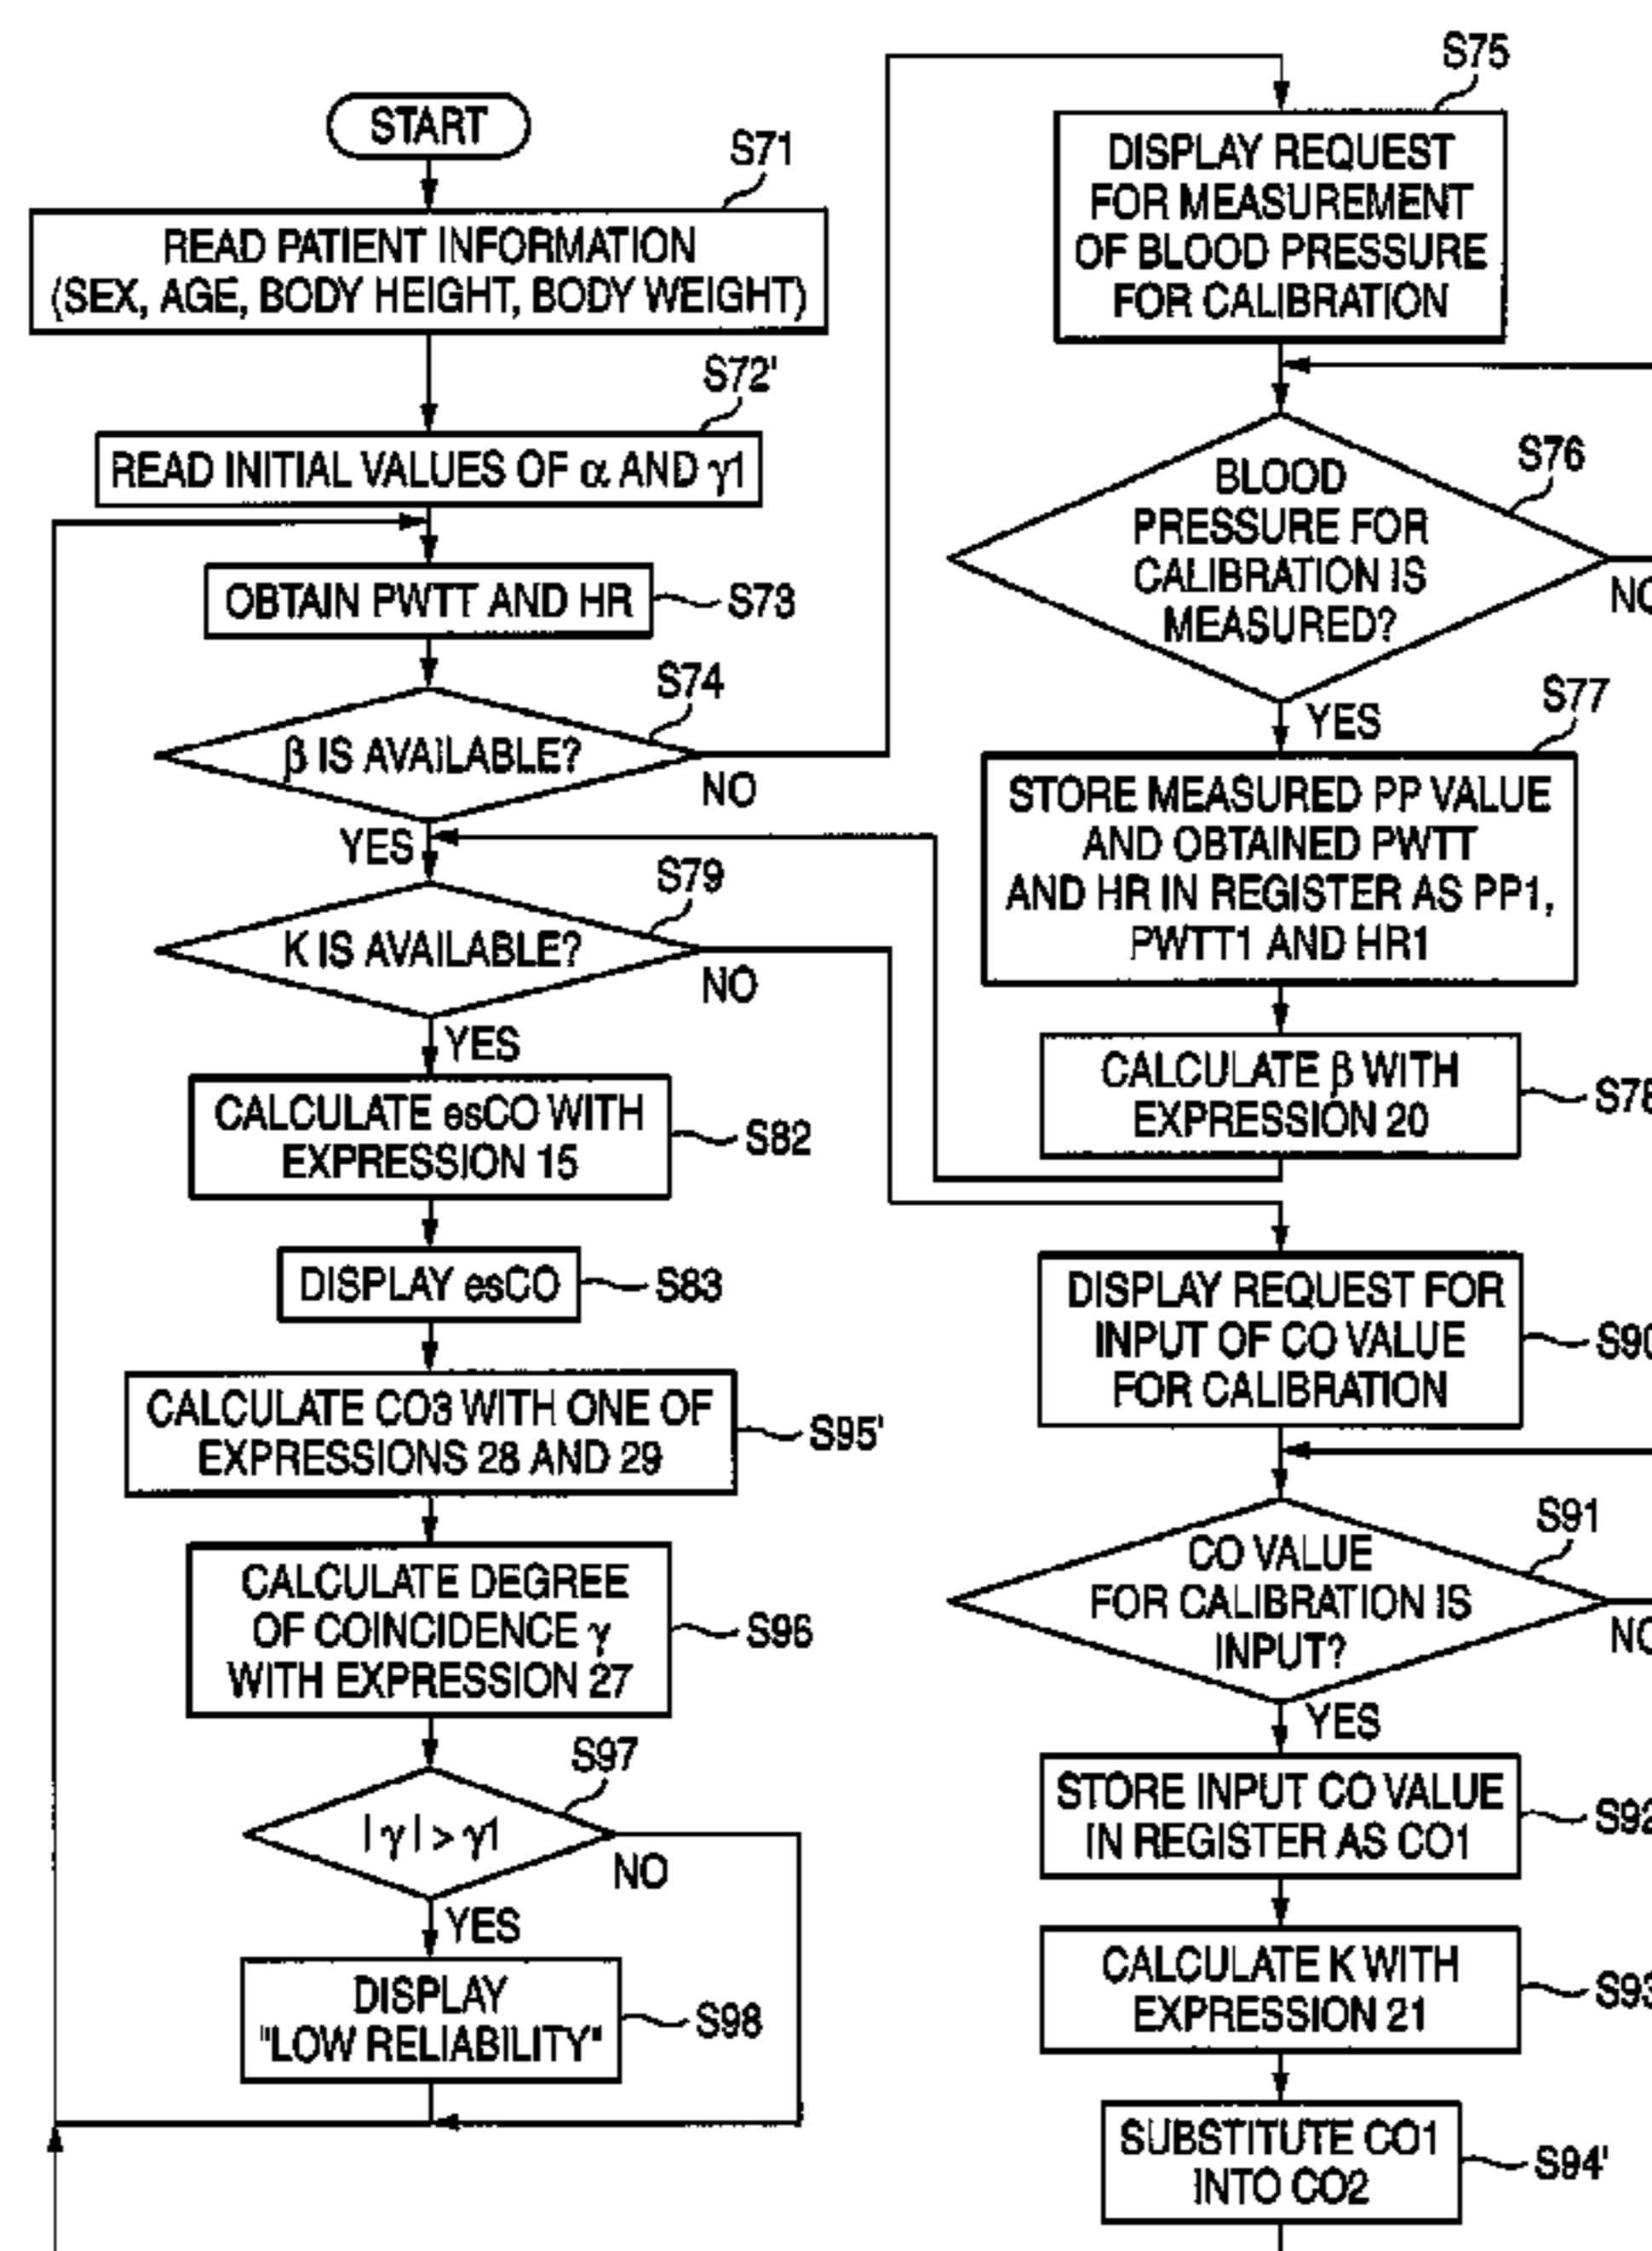 START
S71
READ PATIENT INFORMATION
(SEX, AGE, BODY HEIGHT, BODY WEIGHT)
S72'
READ INITIAL VALUES OF α AND γ1
OBTAIN PWTT AND HR
S73
S74
β IS AVAILABLE?
NO
YES
S79
K IS AVAILABLE?
NO
YES
CALCULATE esCO WITH
EXPRESSION 15
S82
DISPLAY esCO
S83
CALCULATE CO3 WITH ONE OF
EXPRESSIONS 28 AND 29
S95'
CALCULATE DEGREE
OF COINCIDENCE γ
WITH EXPRESSION 27
S96
S97
|γ| > γ1
NO
YES
DISPLAY
"LOW RELIABILITY"
S98
S75
DISPLAY REQUEST
FOR MEASUREMENT
OF BLOOD PRESSURE
FOR CALIBRATION
S76
BLOOD
PRESSURE FOR
CALIBRATION IS
MEASURED?
NO
YES
S77
STORE MEASURED PP VALUE
AND OBTAINED PWTT
AND HR IN REGISTER AS PP1,
PWTT1 AND HR1
CALCULATE β WITH
EXPRESSION 20
S78
DISPLAY REQUEST FOR
INPUT OF CO VALUE
FOR CALIBRATION
S90
S91
CO VALUE
FOR CALIBRATION IS
INPUT?
NO
YES
STORE INPUT CO VALUE
IN REGISTER AS CO1
S92
CALCULATE K WITH
EXPRESSION 21
S93
SUBSTITUTE CO1
INTO CO2
S94'